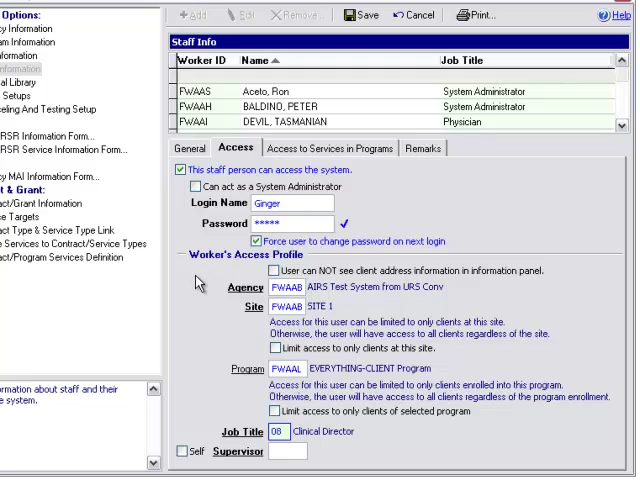 Options:
Add
Edit
Remove...
Save
Cancel
Print...
Help
cy Information
am Information
nformation
nformation
al Library
Setups
eling And Testing Setup
RSR Information Form...
RSR Service Information Form...
y MAI Information Form...
t & Grant:
act/Grant Information
ce Targets
act Type & Service Type Link
e Services to Contract/Service Types
act/Program Services Definition
ormation about staff and their
e system.
Staff Info
Worker ID Name Job Title
FWAAS Aceto, Ron System Administrator
FWAAH BALDINO, PETER System Administrator
FWAAI DEVIL, TASMANIAN Physician
General Access Access to Services in Programs Remarks
This staff person can access the system.
Can act as a System Administrator
Login Name Ginger
Password *****
Force user to change password on next login
Worker's Access Profile
User can NOT see client address information in information panel.
Agency FWAAB AIRS Test System from URS Conv
Site FWAAB SITE 1
Access for this user can be limited to only clients at this site.
Otherwise, the user will have access to all clients regardless of the site.
Limit access to only clients at this site.
Program FWAAL EVERYTHING-CLIENT Program
Access for this user can be limited to only clients enrolled into this program.
Otherwise, the user will have access to all clients regardless of the program enrollment.
Limit access to only clients of selected program
Job Title 08 Clinical Director
Self Supervisor